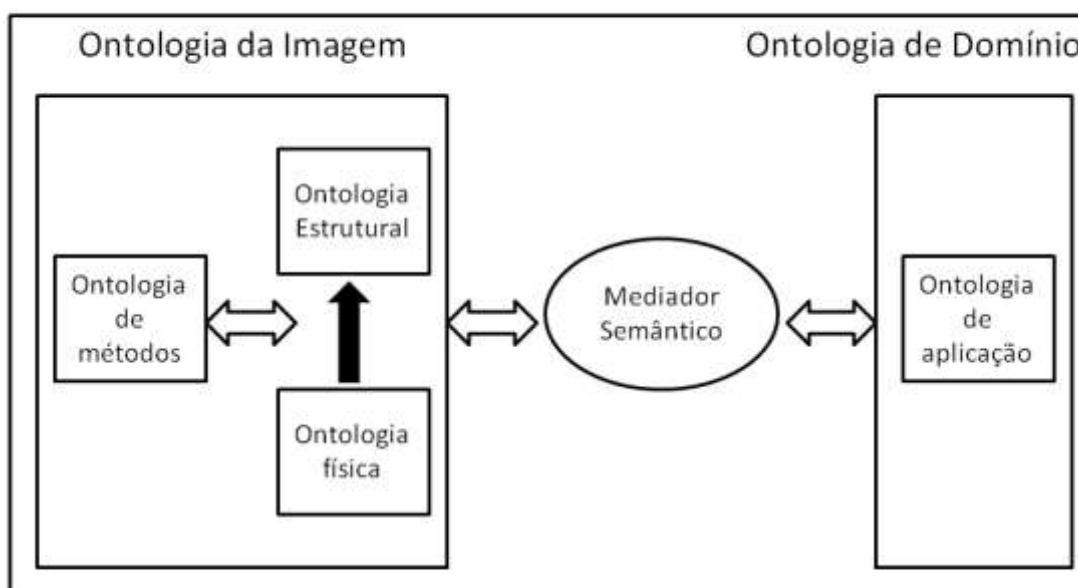 Ontologia da Imagem
Ontologia de Domínio
Ontologia
Estrutural
Ontologia
de
métodos
Ontologia
física
Mediador
Semântico
Ontologia
de
aplicação